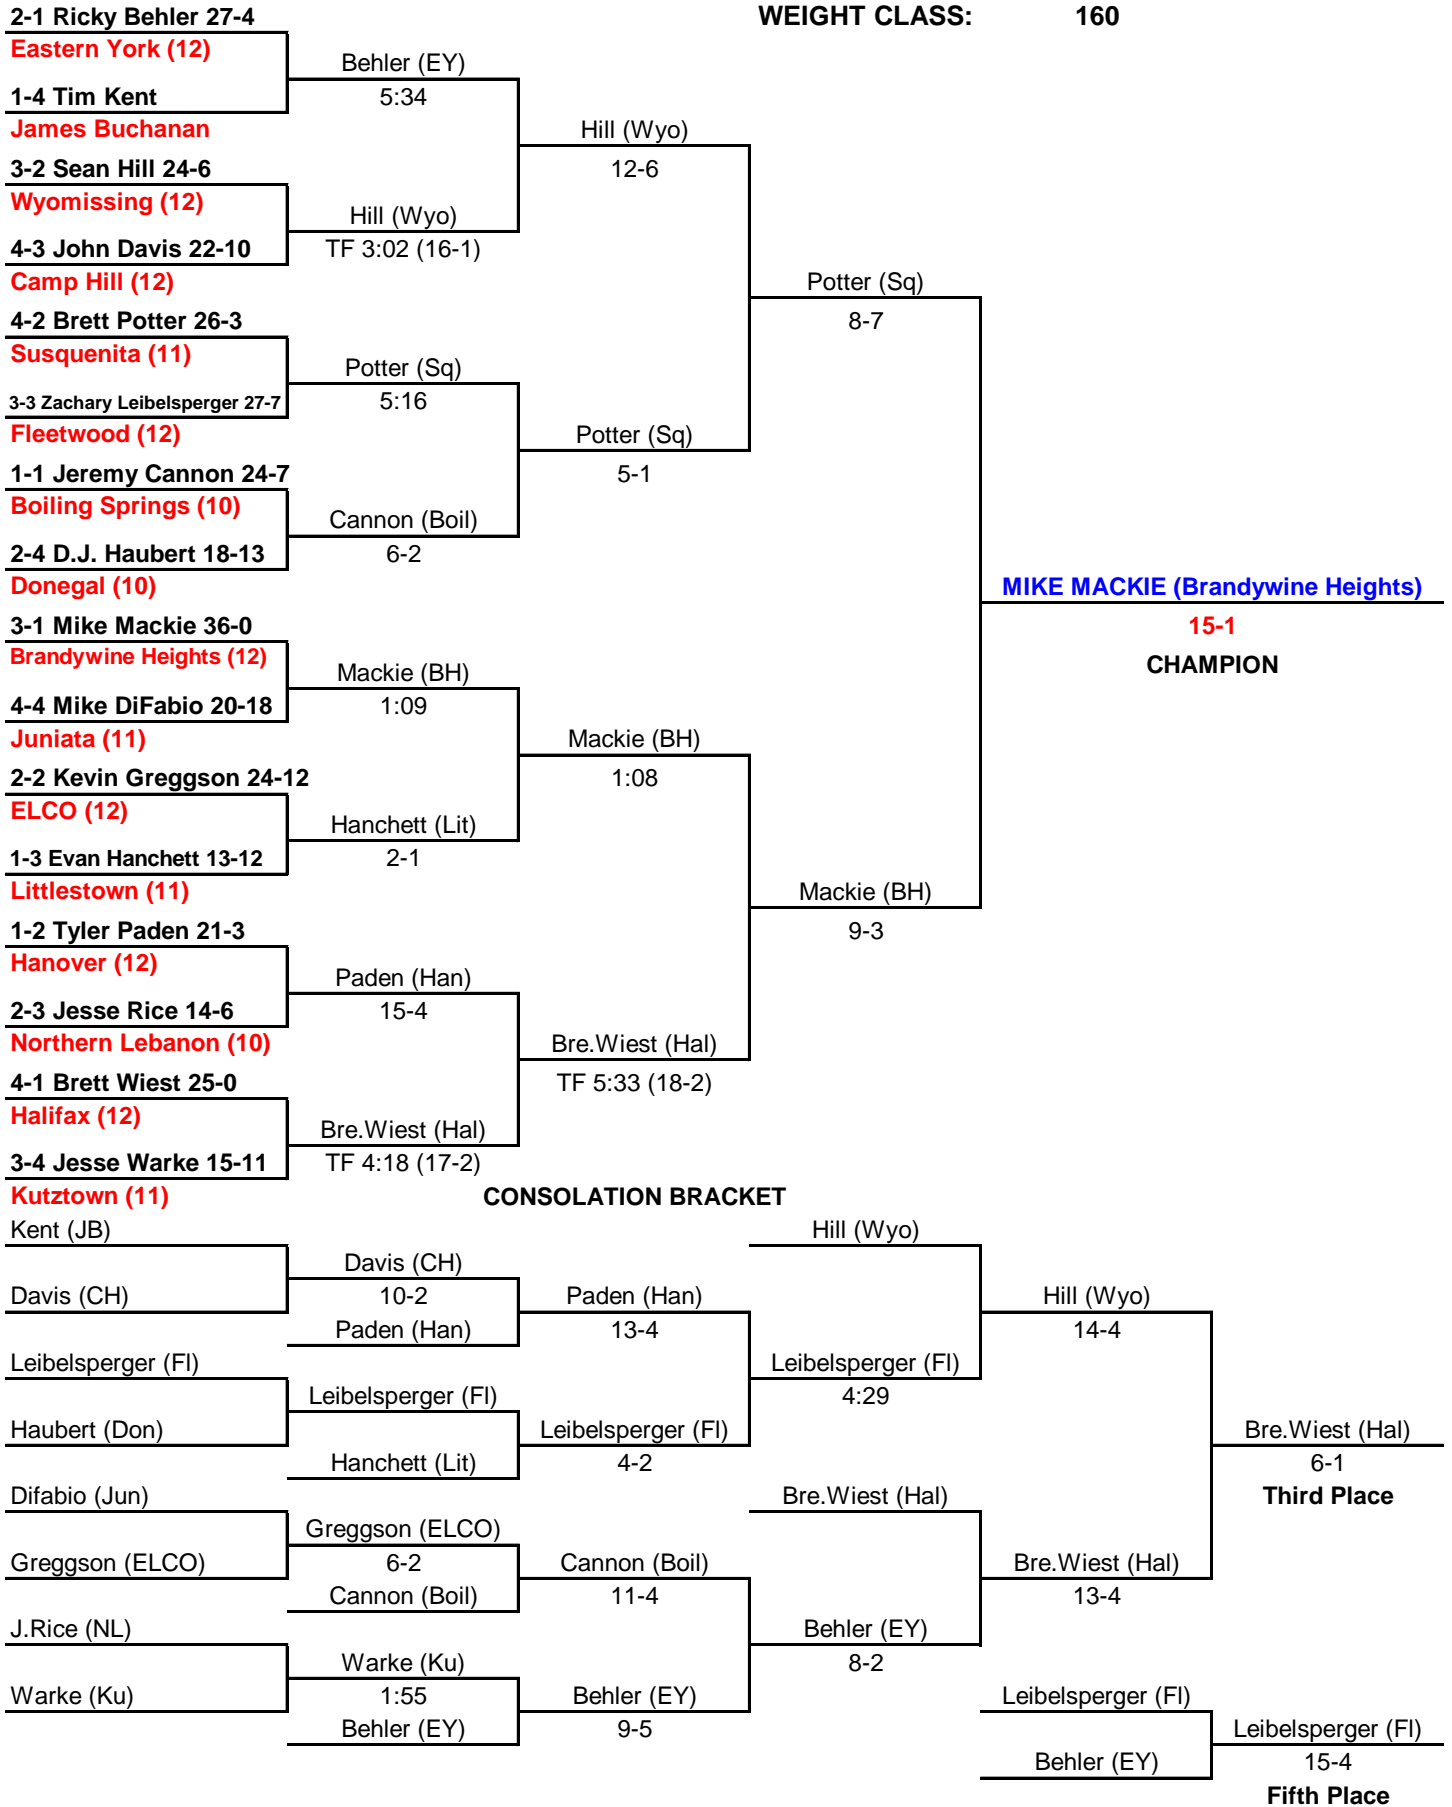 2-1 Ricky Behler 27-4
WEIGHT CLASS: 160
Eastern York (12)
Behler (EY)
1-4 Tim Kent
5:34
James Buchanan
Hill (Wyo)
3-2 Sean Hill 24-6
12-6
Wyomissing (12)
Hill (Wyo)
4-3 John Davis 22-10
TF 3:02 (16-1)
Camp Hill (12)
Potter (Sq)
4-2 Brett Potter 26-3
8-7
Susquenita (11)
Potter (Sq)
3-3 Zachary Leibelsperger 27-7
5:16
Fleetwood (12)
Potter (Sq)
1-1 Jeremy Cannon 24-7
5-1
Boiling Springs (10)
Cannon (Boil)
2-4 D.J. Haubert 18-13
6-2
Donegal (10)
MIKE MACKIE (Brandywine Heights)
3-1 Mike Mackie 36-0
15-1
Brandywine Heights (12)
CHAMPION
Mackie (BH)
4-4 Mike DiFabio 20-18
1:09
Juniata (11)
Mackie (BH)
2-2 Kevin Greggson 24-12
1:08
ELCO (12)
Hanchett (Lit)
1-3 Evan Hanchett 13-12
2-1
Littlestown (11)
Mackie (BH)
1-2 Tyler Paden 21-3
9-3
Hanover (12)
Paden (Han)
2-3 Jesse Rice 14-6
15-4
Northern Lebanon (10)
Bre.Wiest (Hal)
4-1 Brett Wiest 25-0
TF 5:33 (18-2)
Halifax (12)
Bre.Wiest (Hal)
3-4 Jesse Warke 15-11
TF 4:18 (17-2)
Kutztown (11)
CONSOLATION BRACKET
Kent (JB)
Hill (Wyo)
Davis (CH)
Davis (CH)
10-2
Paden (Han)
Hill (Wyo)
Paden (Han)
13-4
14-4
Leibelsperger (Fl)
Leibelsperger (Fl)
Leibelsperger (Fl)
4:29
Haubert (Don)
Leibelsperger (Fl)
Bre.Wiest (Hal)
Hanchett (Lit)
4-2
6-1
Difabio (Jun)
Bre.Wiest (Hal)
Third Place
Greggson (ELCO)
Greggson (ELCO)
6-2
Cannon (Boil)
Bre.Wiest (Hal)
Cannon (Boil)
11-4
13-4
J.Rice (NL)
Behler (EY)
Warke (Ku)
8-2
Warke (Ku)
1:55
Behler (EY)
Leibelsperger (Fl)
Behler (EY)
9-5
Leibelsperger (Fl)
Behler (EY)
15-4
Fifth Place